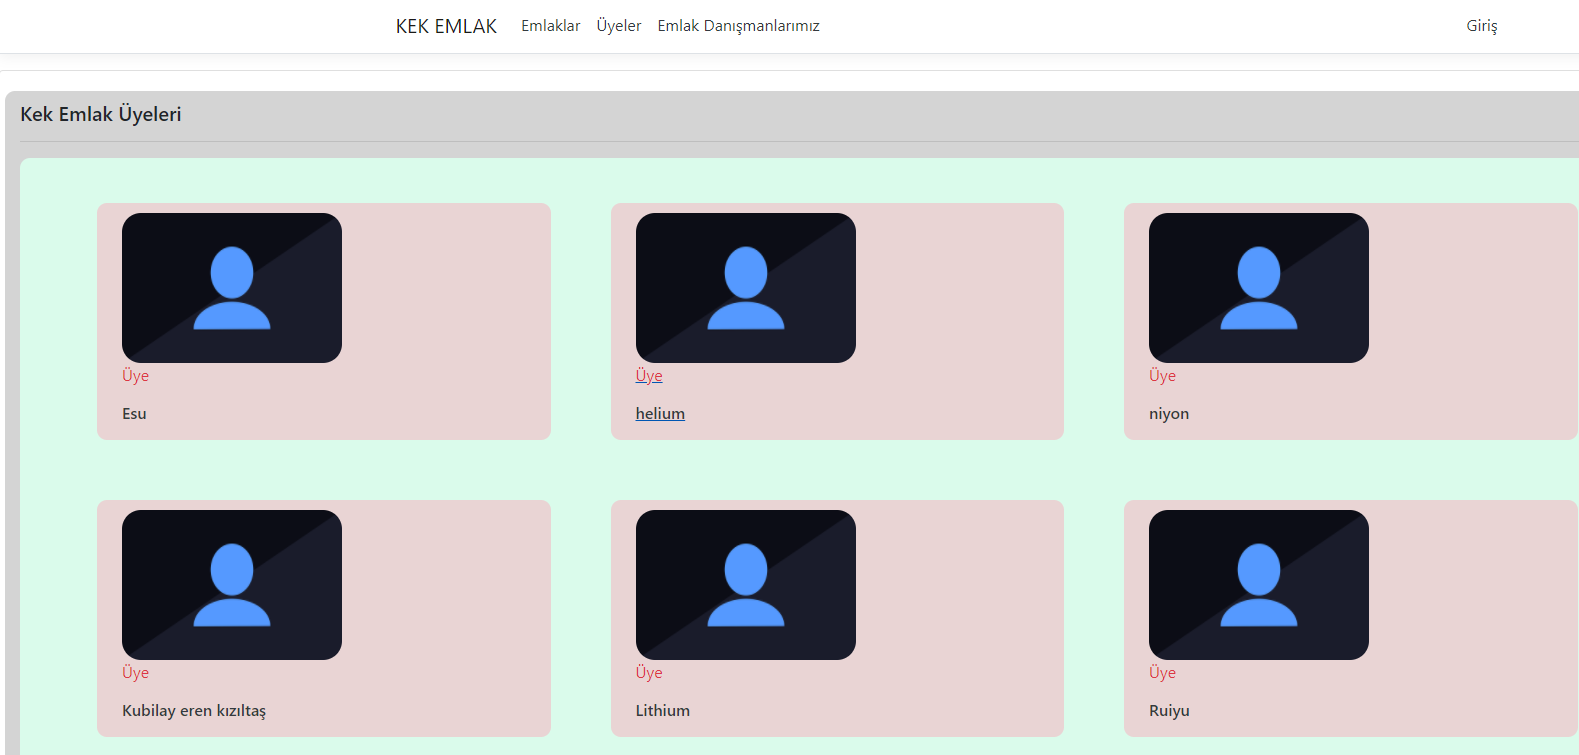 KEK EMLAK Emlaklar Üyeler Emlak Danışmanlarımız Giriş
Kek Emlak Üyeleri
Üye Üye Üye
Esu helium niyon
Üye Üye Üye
Kubilay eren kızıltaş Lithium Ruiyu